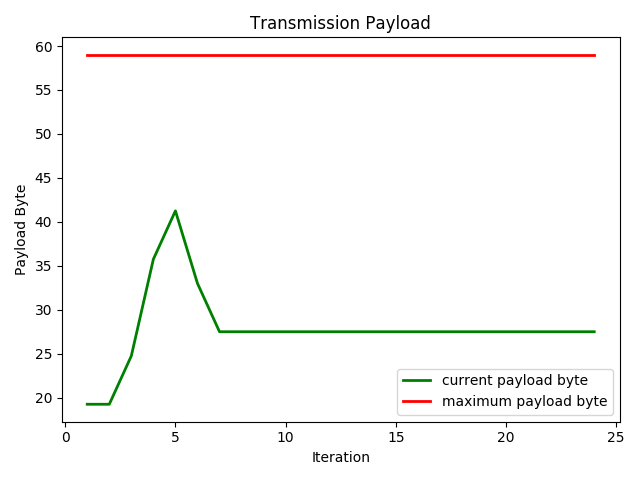 Transmission Payload
Payload Byte
60
55
50
45
40
35
30
25
20
current payload byte
maximum payload byte
0 5 10 15 20 25
Iteration